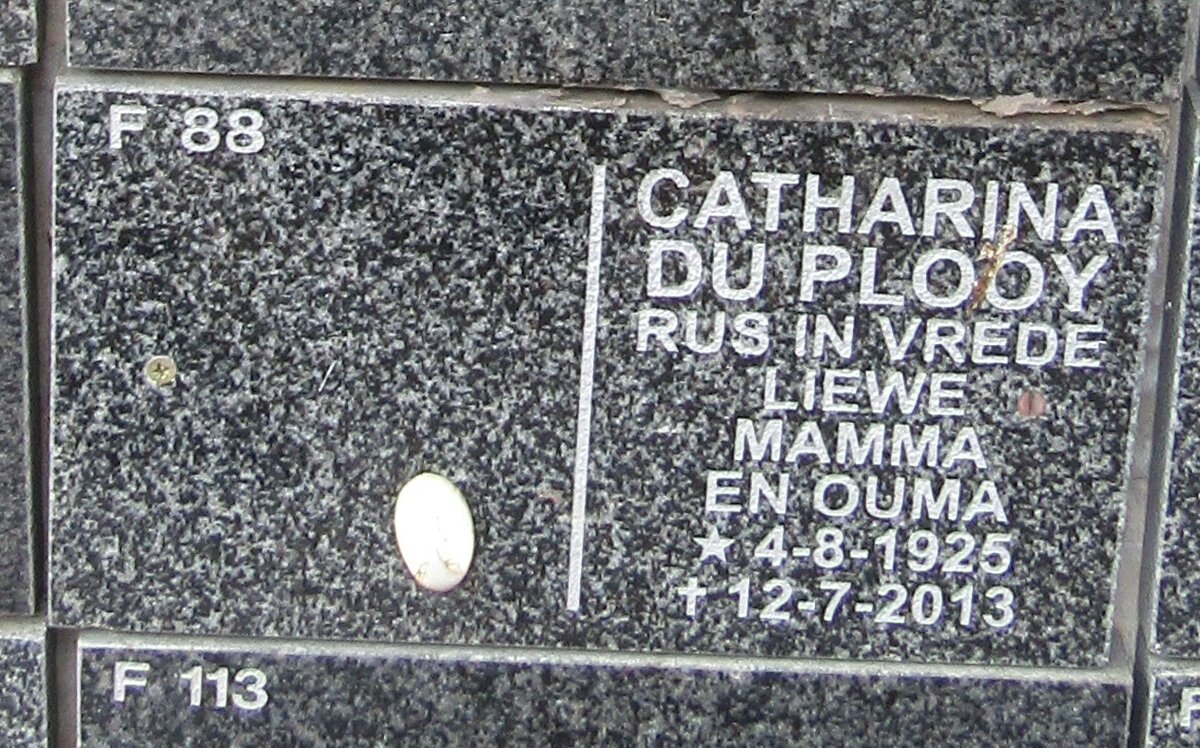 F 88
CATHARINA
DU PLOOY
RUS IN VREDE
LIEWE
MAMMA
EN OUMA
★ 4-8-1925
✝ 12-7-2013
F 113